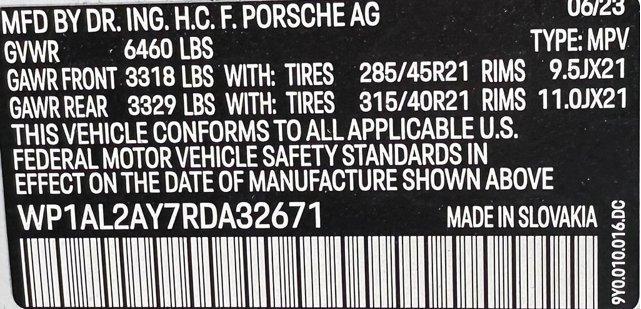 MFD BY DR. ING. H.C. F. PORSCHE AG 06/23
GVWR 6460 LBS TYPE: MPV
GAWR FRONT 3318 LBS WITH: TIRES 285/45R21 RIMS 9.5JX21
GAWR REAR 3329 LBS WITH: TIRES 315/40R21 RIMS 11.0JX21
THIS VEHICLE CONFORMS TO ALL APPLICABLE U.S.
FEDERAL MOTOR VEHICLE SAFETY STANDARDS IN
EFFECT ON THE DATE OF MANUFACTURE SHOWN ABOVE
WP1AL2AY7RDA32671 MADE IN SLOVAKIA
9Y0.010.016.DC